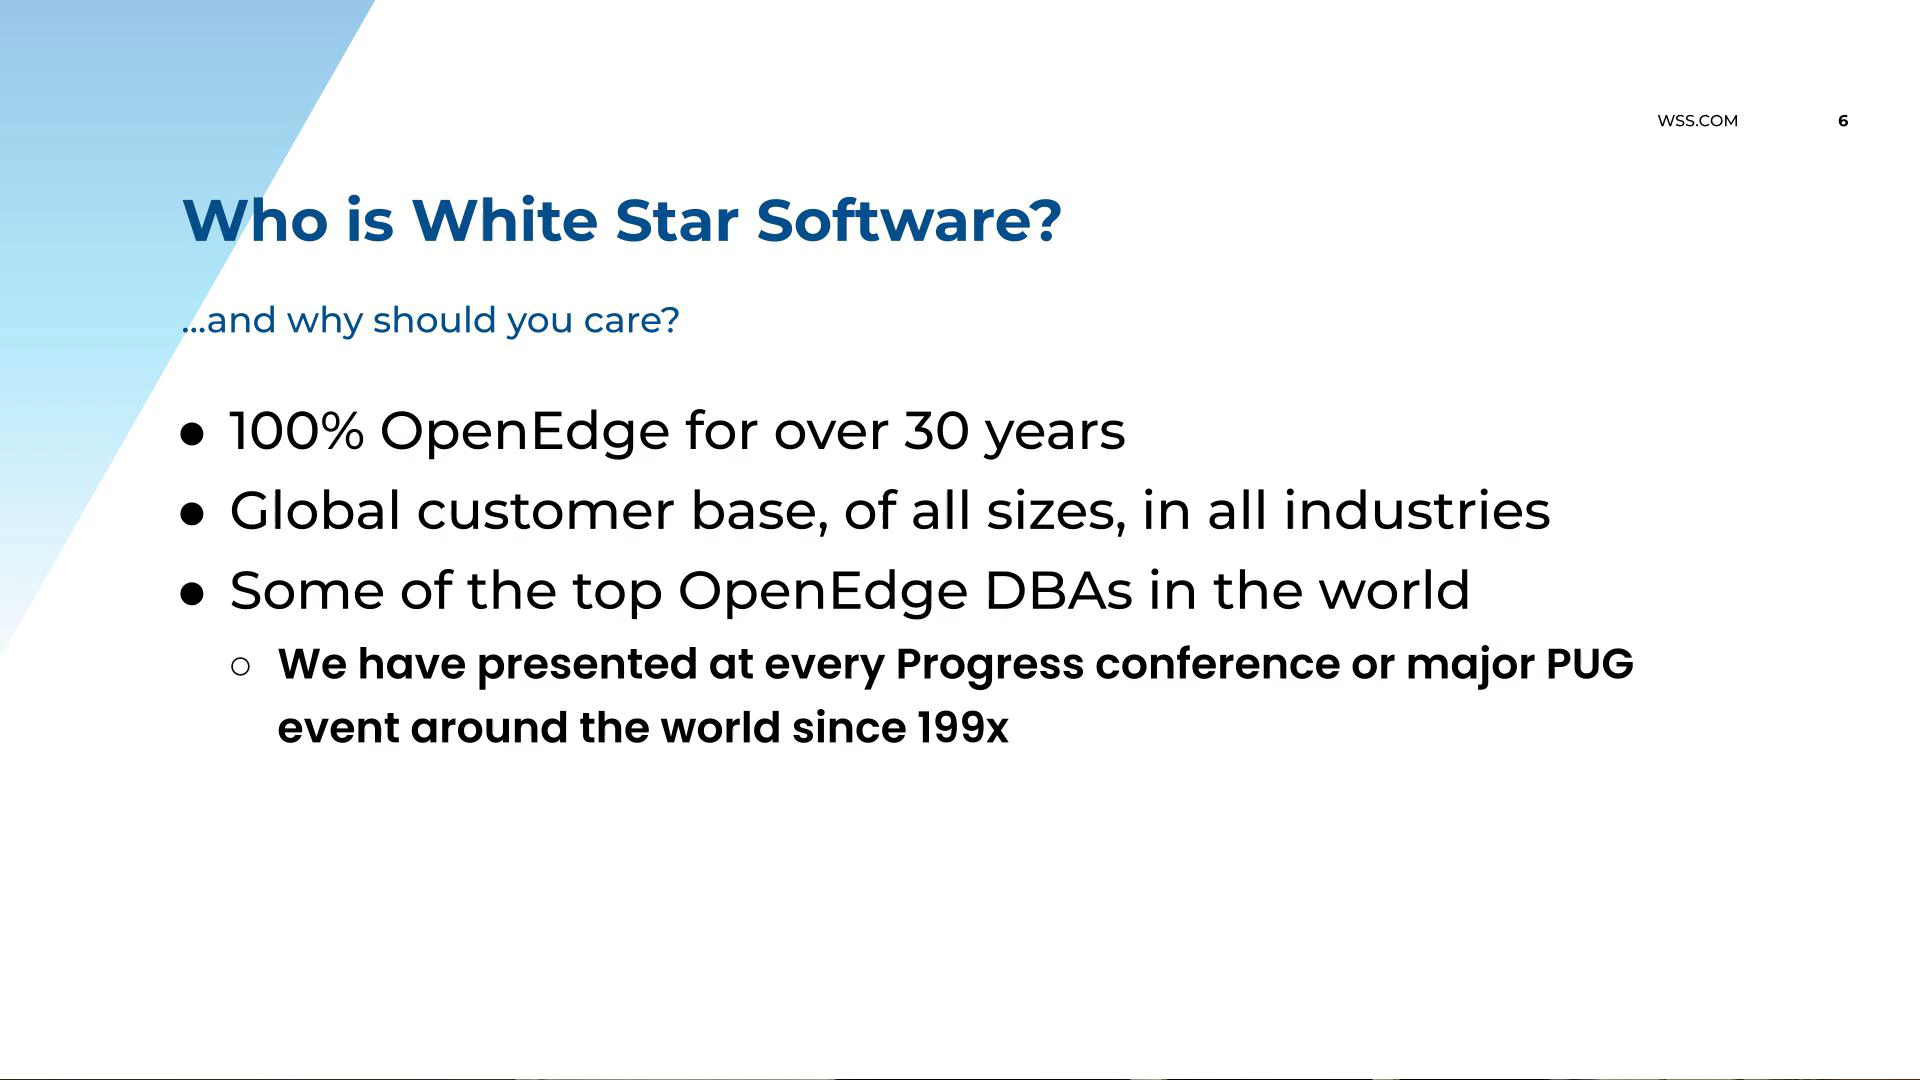 WSS.COM 6
Who is White Star Software?
...and why should you care?
● 100% OpenEdge for over 30 years
● Global customer base, of all sizes, in all industries
● Some of the top OpenEdge DBAs in the world
○ We have presented at every Progress conference or major PUG
event around the world since 199x